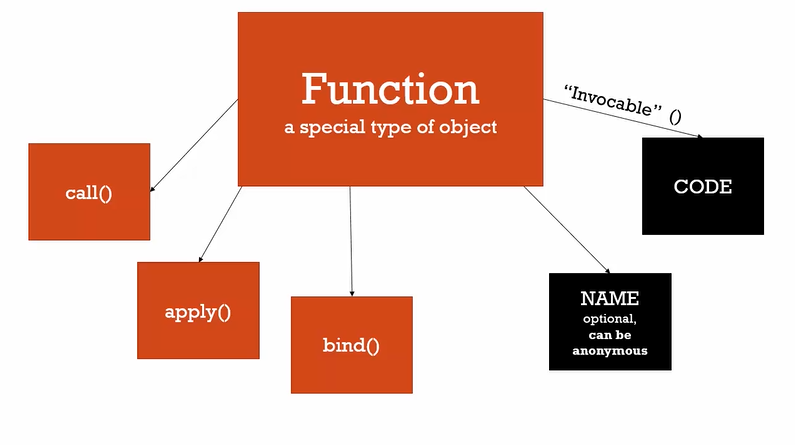 Function
a special type of object
“Invocable” ()
call()
CODE
apply()
bind()
NAME
optional,
can be
anonymous